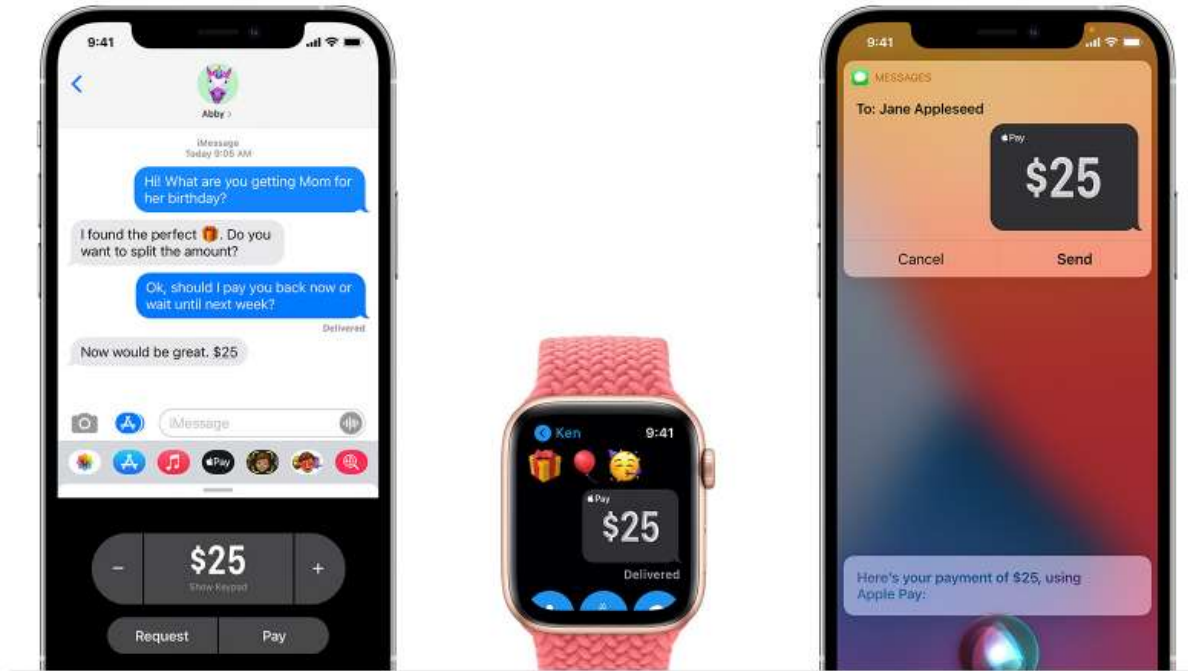 9:41
Abby >
iMessage
Today 9:05 AM
Hi! What are you getting Mom for
her birthday?
I found the perfect 🎁. Do you
want to split the amount?
Ok, should I pay you back now or
wait until next week?
Delivered
Now would be great. $25
iMessage
Pay
−
$25
+
Show Keypad
Request
Pay
Ken
9:41
🎁🎈🥳
Pay
$25
Delivered
9:41
MESSAGES
To: Jane Appleseed
Pay
$25
Cancel
Send
Here's your payment of $25, using
Apple Pay: